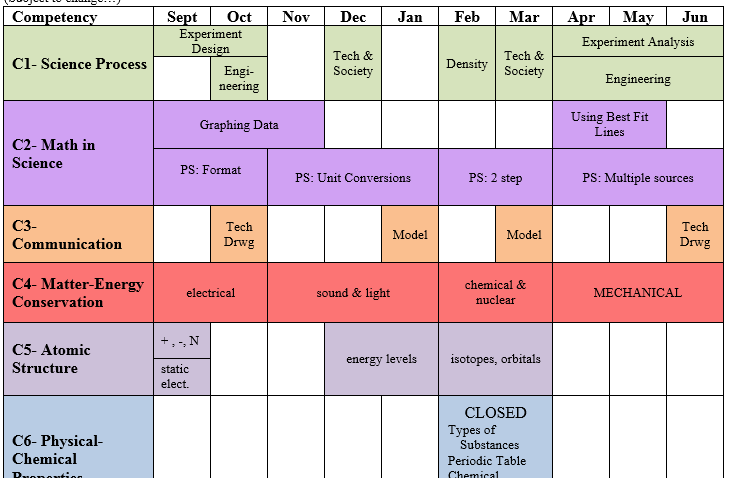 (Subject to change…)
Competency Sept Oct Nov Dec Jan Feb Mar Apr May Jun
C1- Science Process
Experiment
Design
Engi-
neering
Tech &
Society
Density
Tech &
Society
Experiment Analysis
Engineering
C2- Math in
Science
Graphing Data
Using Best Fit
Lines
PS: Format
PS: Unit Conversions
PS: 2 step
PS: Multiple sources
C3-
Communication
Tech
Drwg
Model
Model
Tech
Drwg
C4- Matter-Energy
Conservation
electrical
sound & light
chemical &
nuclear
MECHANICAL
C5- Atomic
Structure
+ , -, N
static
elect.
energy levels
isotopes, orbitals
C6- Physical-
Chemical
Properties
CLOSED
Types of
Substances
Periodic Table
Chemical